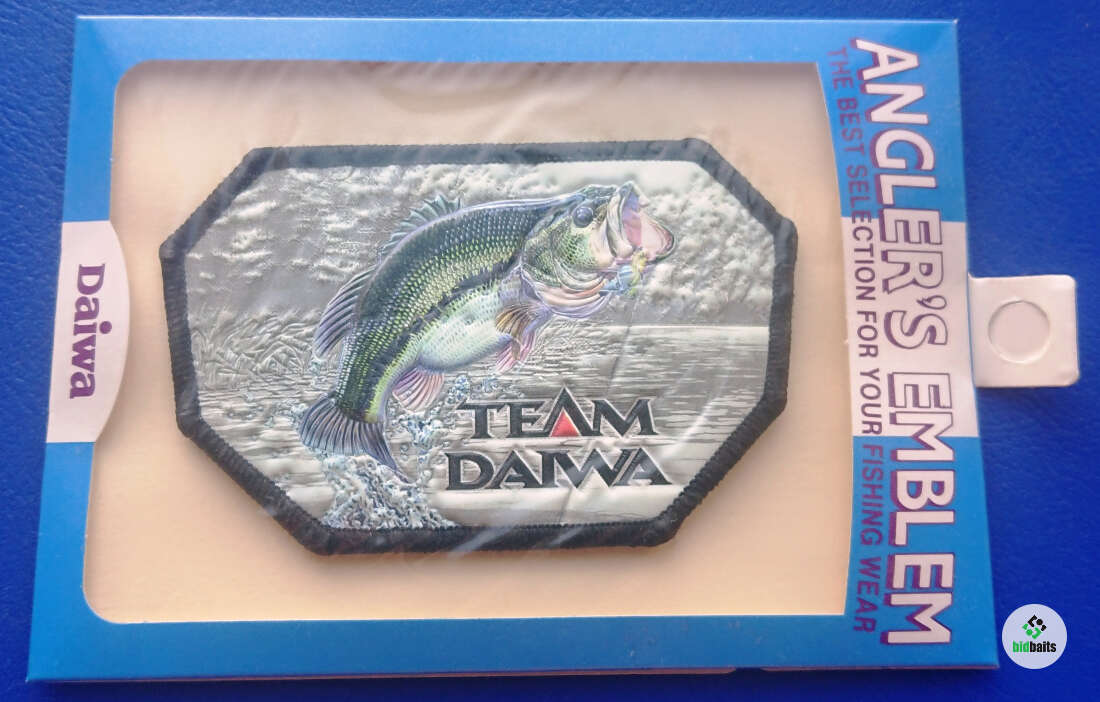 ANGLER'S EMBLEM
THE BEST SELECTION FOR YOUR FISHING WEAR
Daiwa
TEAM
DAIWA
bidbaits